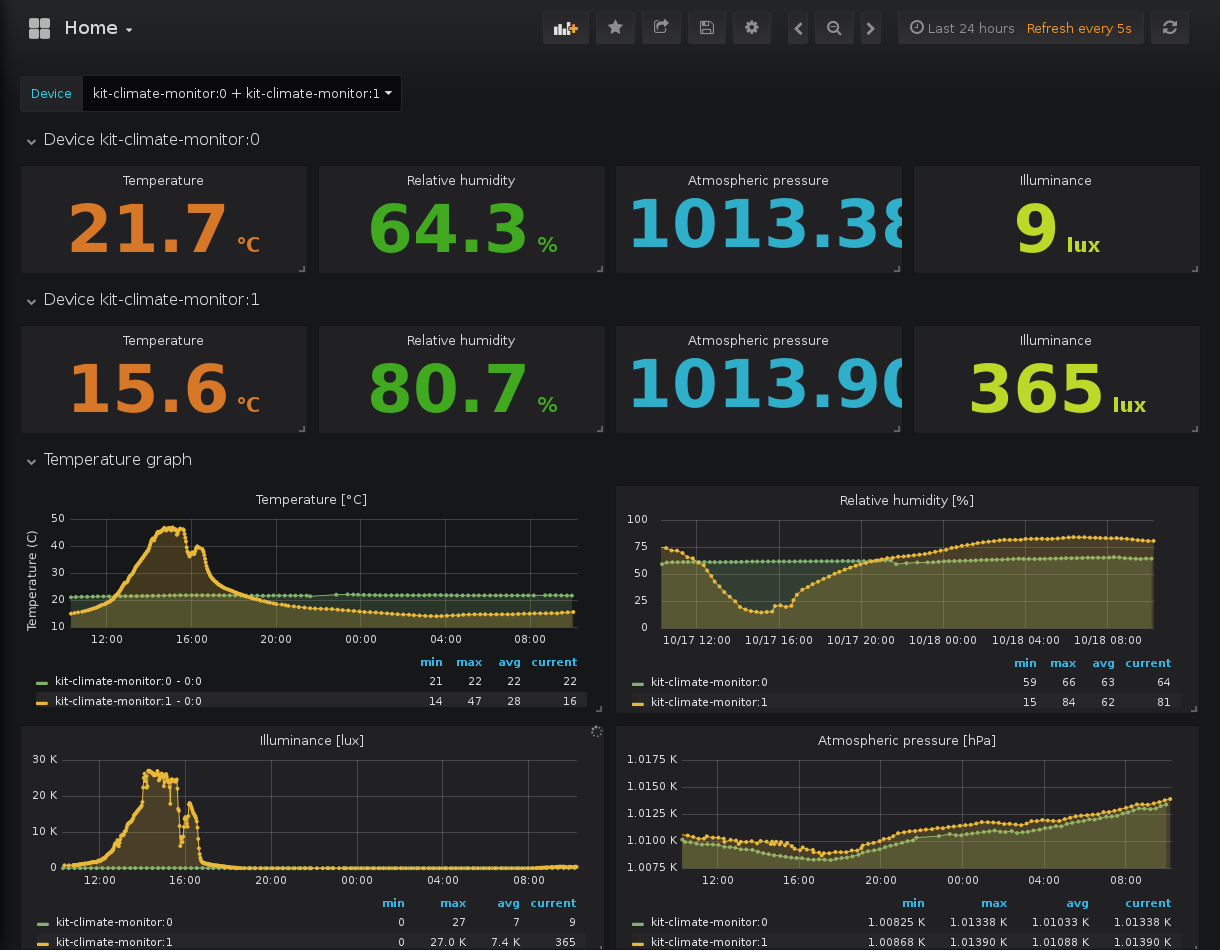 Home
Last 24 hours Refresh every 5s
Device kit-climate-monitor:0 + kit-climate-monitor:1
Device kit-climate-monitor:0
Temperature Relative humidity Atmospheric pressure Illuminance
21.7 °C 64.3 % 1013.38 9 lux
Device kit-climate-monitor:1
Temperature Relative humidity Atmospheric pressure Illuminance
15.6 °C 80.7 % 1013.90 365 lux
Temperature graph
Temperature [°C]
Temperature (C)
50
40
30
20
10
12:00 16:00 20:00 00:00 04:00 08:00
min max avg current
kit-climate-monitor:0 - 0:0 21 22 22 22
kit-climate-monitor:1 - 0:0 14 47 28 16
Relative humidity [%]
100
75
50
25
0
10/17 12:00 10/17 16:00 10/17 20:00 10/18 00:00 10/18 04:00 10/18 08:00
min max avg current
kit-climate-monitor:0 59 66 63 64
kit-climate-monitor:1 15 84 62 81
Illuminance [lux]
30 K
20 K
10 K
0
12:00 16:00 20:00 00:00 04:00 08:00
min max avg current
kit-climate-monitor:0 0 27 7 9
kit-climate-monitor:1 0 27.0 K 7.4 K 365
Atmospheric pressure [hPa]
1.0175 K
1.0150 K
1.0125 K
1.0100 K
1.0075 K
12:00 16:00 20:00 00:00 04:00 08:00
min max avg current
kit-climate-monitor:0 1.00825 K 1.01338 K 1.01033 K 1.01338 K
kit-climate-monitor:1 1.00868 K 1.01390 K 1.01088 K 1.01390 K